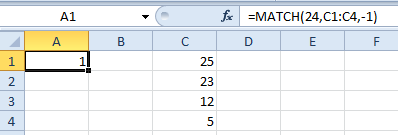 A1 fx =MATCH(24,C1:C4,-1)
A B C D E F
1 1 25
2 23
3 12
4 5